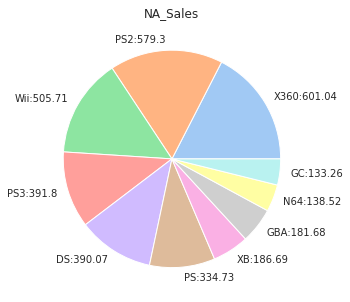 NA_Sales
PS2:579.3
X360:601.04
Wii:505.71
PS3:391.8
GC:133.26
N64:138.52
GBA:181.68
DS:390.07
XB:186.69
PS:334.73